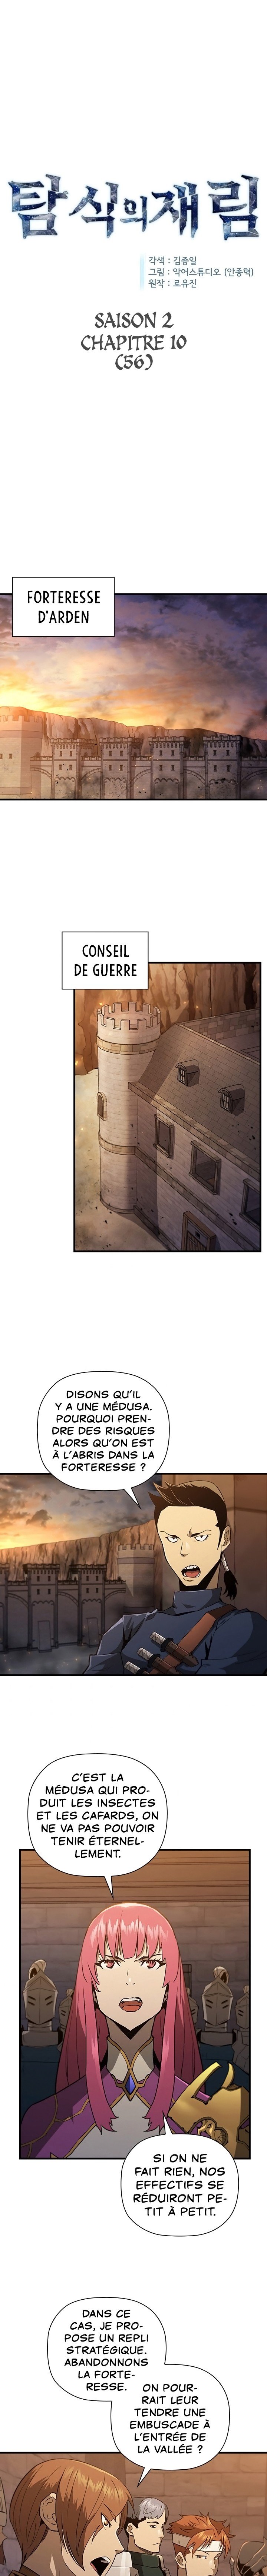 탐식의 재림
각색 : 김종일
그림 : 악어스튜디오 (안종혁)
원작 : 로유진
SAISON 2
CHAPITRE 10
(56)
FORTERESSE
D'ARDEN
CONSEIL
DE GUERRE
DISONS QU'IL
Y A UNE MÉDUSA.
POURQUOI PREN-
DRE DES RISQUES
ALORS QU'ON EST
À L'ABRIS DANS LA
FORTERESSE ?
C'EST LA
MÉDUSA QUI PRO-
DUIT LES INSECTES
ET LES CAFARDS, ON
NE VA PAS POUVOIR
TENIR ÉTERNEL-
LEMENT.
SI ON NE
FAIT RIEN, NOS
EFFECTIFS SE
RÉDUIRONT PE-
TIT À PETIT.
DANS CE
CAS, JE PRO-
POSE UN REPLI
STRATÉGIQUE.
ABANDONNONS
LA FORTE-
RESSE.
ON POUR-
RAIT LEUR
TENDRE UNE
EMBUSCADE À
L'ENTRÉE DE
LA VALLÉE ?